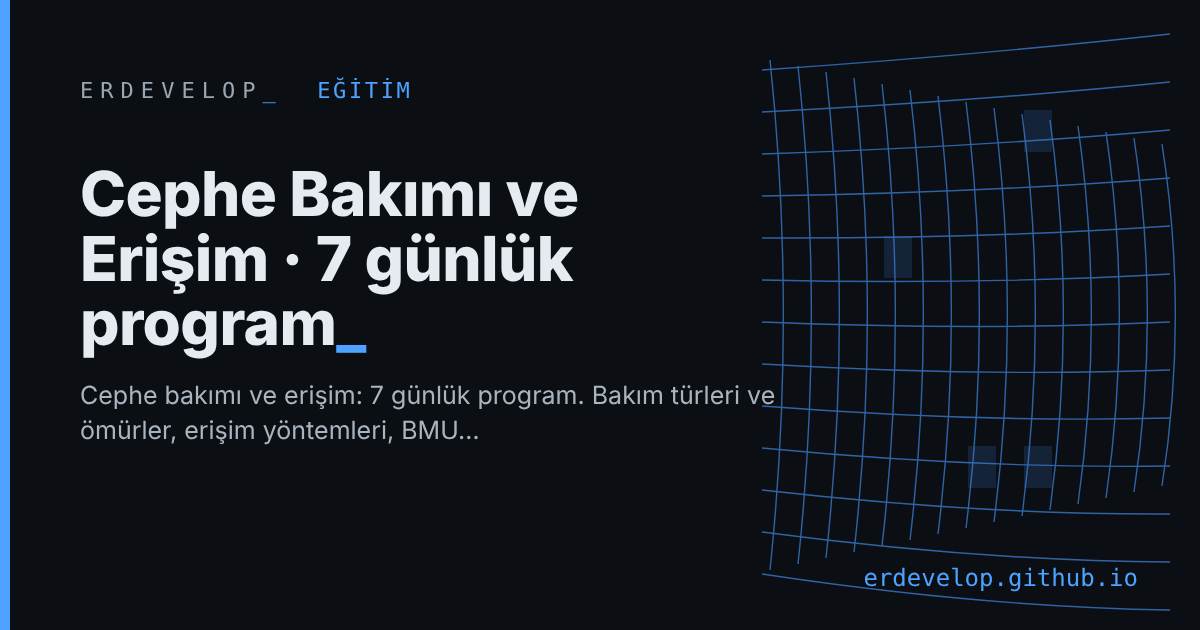 ERDEVELOP_ EĞİTİM
Cephe Bakımı ve
Erişim · 7 günlük
program_
Cephe bakımı ve erişim: 7 günlük program. Bakım türleri ve
ömürler, erişim yöntemleri, BMU...
erdevelop.github.io